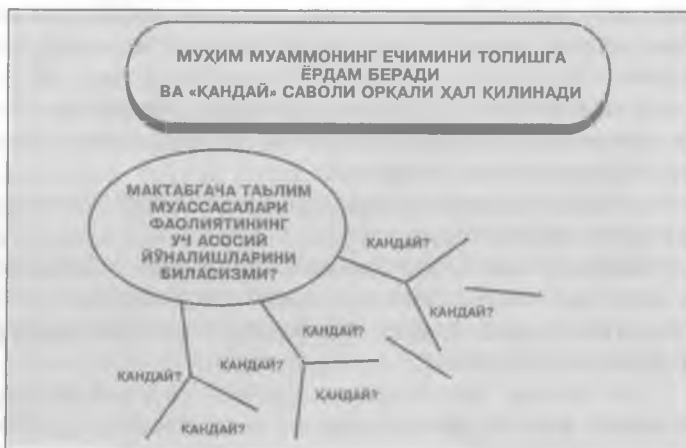 МУҲИМ МУАММОНИНГ ЕЧИМИНИ ТОПИШГА
ЁРДАМ БЕРАДИ
ВА «ҚАНДАЙ» САВОЛИ ОРҚАЛИ ҲАЛ ҚИЛИНАДИ
МАКТАБГАЧА ТАЪЛИМ
МУАССАСАЛАРИ
ФАОЛИЯТИНИНГ
УЧ АСОСИЙ
ЙЎНАЛИШЛАРИНИ
БИЛАСИЗМИ?
ҚАНДАЙ?
ҚАНДАЙ?
ҚАНДАЙ?
ҚАНДАЙ?
ҚАНДАЙ?
ҚАНДАЙ?
ҚАНДАЙ?